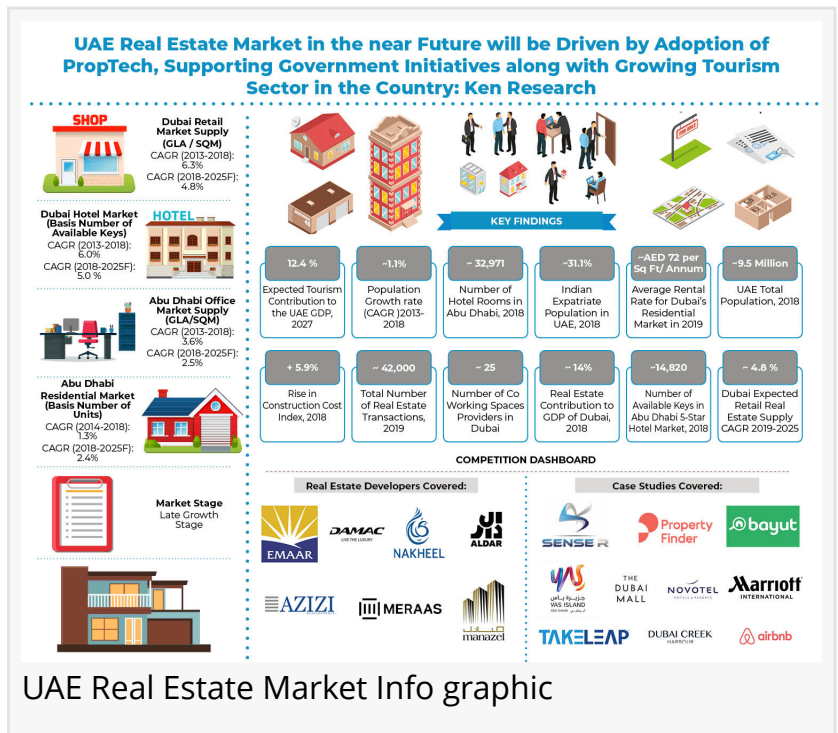 UAE Real Estate Market in the near Future will be Driven by Adoption of
PropTech, Supporting Government Initiatives along with Growing Tourism
Sector in the Country: Ken Research
SHOP
Dubai Retail
Market Supply
(GLA / SQM)
CAGR (2013-2018):
6.3%
CAGR (2018-2025F):
4.8%
Dubai Hotel Market
(Basis Number of
Available Keys)
CAGR (2013-2018):
6.0%
CAGR (2018-2025F):
5.0 %
HOTEL
Abu Dhabi Office
Market Supply
(GLA/SQM)
CAGR (2013-2018):
3.6%
CAGR (2018-2025F):
2.5%
Abu Dhabi
Residential Market
(Basis Number of
Units)
CAGR (2014-2018):
1.3%
CAGR (2018-2025F):
2.4%
Market Stage
Late Growth
Stage
FOR SALE
KEY FINDINGS
12.4 %
Expected Tourism
Contribution to
the UAE GDP,
2027
~1.1%
Population
Growth rate
(CAGR )2013-
2018
~ 32,971
Number of
Hotel Rooms in
Abu Dhabi, 2018
~31.1%
Indian
Expatriate
Population in
UAE, 2018
~AED 72 per
Sq Ft/ Annum
Average Rental
Rate for Dubai's
Residential
Market in 2019
~9.5 Million
UAE Total
Population, 2018
+ 5.9%
Rise in
Construction Cost
Index, 2018
~ 42,000
Total Number
of Real Estate
Transactions,
2019
~ 25
Number of Co
Working Spaces
Providers in
Dubai
~ 14%
Real Estate
Contribution to
GDP of Dubai,
2018
~14,820
Number of
Available Keys in
Abu Dhabi 5-Star
Hotel Market, 2018
~ 4.8 %
Dubai Expected
Retail Real
Estate Supply
CAGR 2019-2025
COMPETITION DASHBOARD
Real Estate Developers Covered:
EMAAR
DAMAC
LIVE THE LUXURY
NAKHEEL
الدار
ALDAR
AZIZI
MERAAS
manazel
Case Studies Covered:
SENSE R
Property
Finder
bayut
YAS
جزيرة ياس
YAS ISLAND
THE
DUBAI
MALL
NOVOTEL
Marriott
INTERNATIONAL
TAKELEAP
DUBAI CREEK
HARBOUR
airbnb
UAE Real Estate Market Info graphic